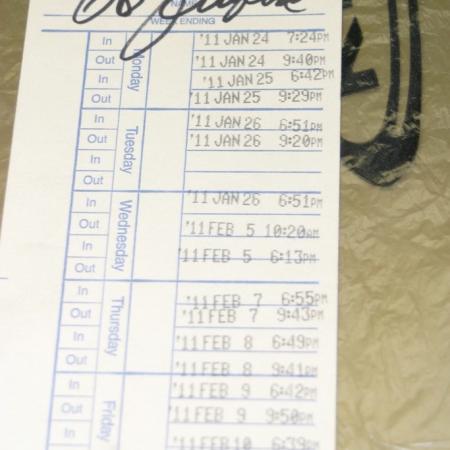 NAME
WEEK ENDING
Monday
In '11 JAN 24 7:24PM
Out '11 JAN 24 9:40PM
In '11 JAN 25 6:42PM
Out '11 JAN 25 9:29PM
Tuesday
In '11 JAN 26 6:51PM
Out '11 JAN 26 9:20PM
In
Out
Wednesday
In '11 JAN 26 6:51PM
Out '11 FEB 5 10:20AM
In '11 FEB 5 6:13PM
Out
Thursday
In '11 FEB 7 6:55PM
Out '11 FEB 7 9:43PM
In '11 FEB 8 6:49PM
Out '11 FEB 8 9:41PM
Friday
In '11 FEB 9 6:42PM
Out '11 FEB 9 9:50PM
In '11 FEB 10 6:39PM